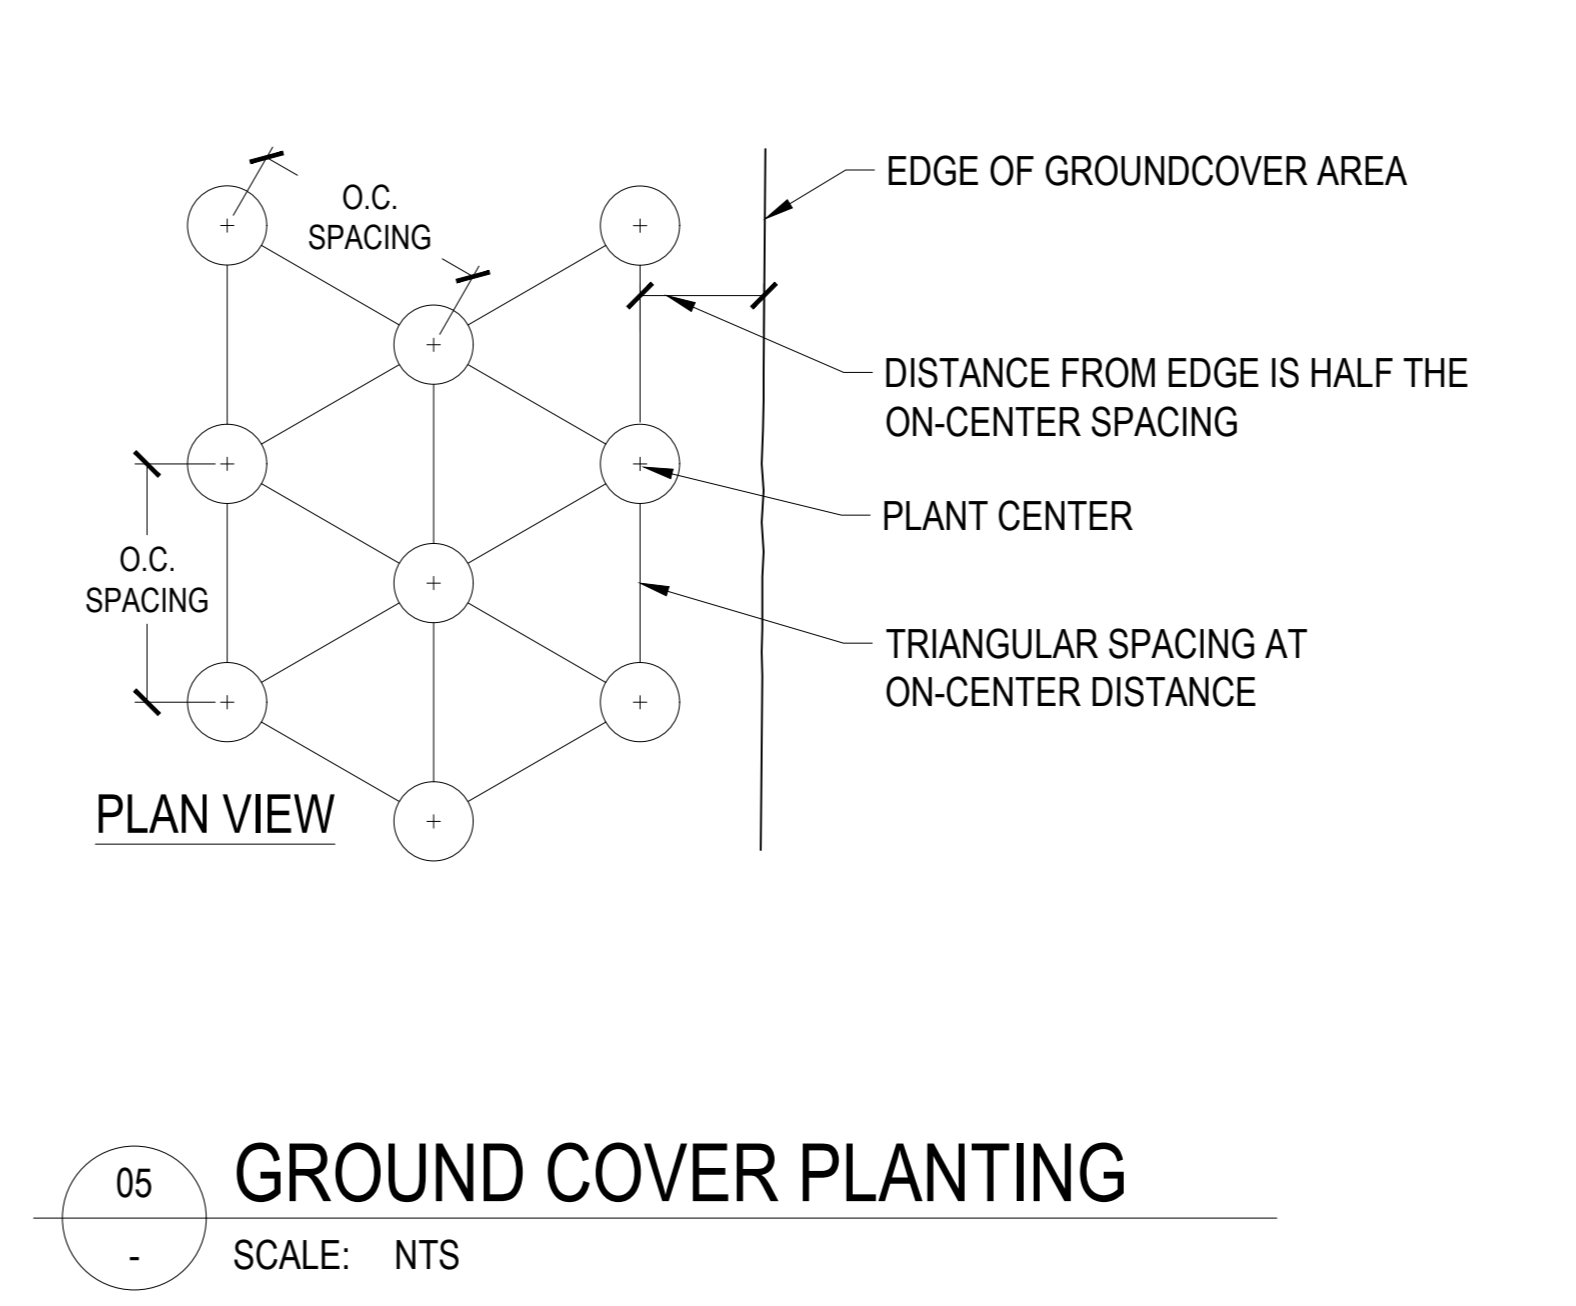 EDGE OF GROUNDCOVER AREA
O.C.
SPACING
DISTANCE FROM EDGE IS HALF THE
ON-CENTER SPACING
PLANT CENTER
O.C.
SPACING
TRIANGULAR SPACING AT
ON-CENTER DISTANCE
PLAN VIEW
05
-
GROUND COVER PLANTING
SCALE: NTS